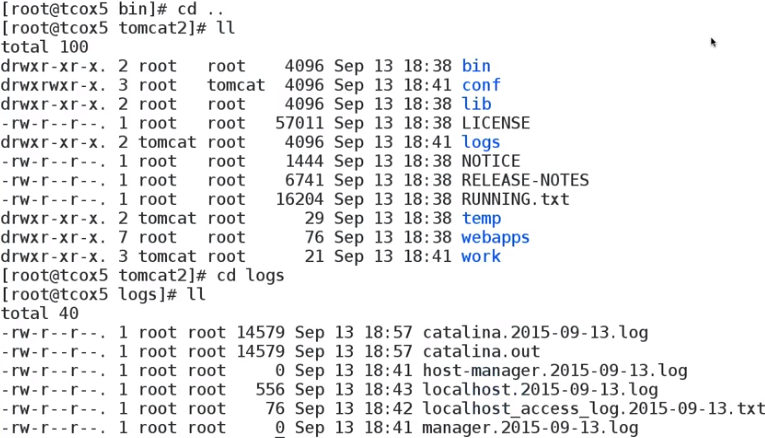 [root@tcox5 bin]# cd ..
[root@tcox5 tomcat2]# ll
total 100
drwxr-xr-x. 2 root   root    4096 Sep 13 18:38 bin
drwxrwxr-x. 3 root   tomcat  4096 Sep 13 18:41 conf
drwxr-xr-x. 2 root   root    4096 Sep 13 18:38 lib
-rw-r--r--. 1 root   root   57011 Sep 13 18:38 LICENSE
drwxr-xr-x. 2 tomcat root    4096 Sep 13 18:41 logs
-rw-r--r--. 1 root   root    1444 Sep 13 18:38 NOTICE
-rw-r--r--. 1 root   root    6741 Sep 13 18:38 RELEASE-NOTES
-rw-r--r--. 1 root   root   16204 Sep 13 18:38 RUNNING.txt
drwxr-xr-x. 2 tomcat root      29 Sep 13 18:38 temp
drwxr-xr-x. 7 root   root      76 Sep 13 18:38 webapps
drwxr-xr-x. 3 tomcat root      21 Sep 13 18:41 work
[root@tcox5 tomcat2]# cd logs
[root@tcox5 logs]# ll
total 40
-rw-r--r--. 1 root root 14579 Sep 13 18:57 catalina.2015-09-13.log
-rw-r--r--. 1 root root 14579 Sep 13 18:57 catalina.out
-rw-r--r--. 1 root root     0 Sep 13 18:41 host-manager.2015-09-13.log
-rw-r--r--. 1 root root   556 Sep 13 18:43 localhost.2015-09-13.log
-rw-r--r--. 1 root root    76 Sep 13 18:42 localhost_access_log.2015-09-13.txt
-rw-r--r--. 1 root root     0 Sep 13 18:41 manager.2015-09-13.log